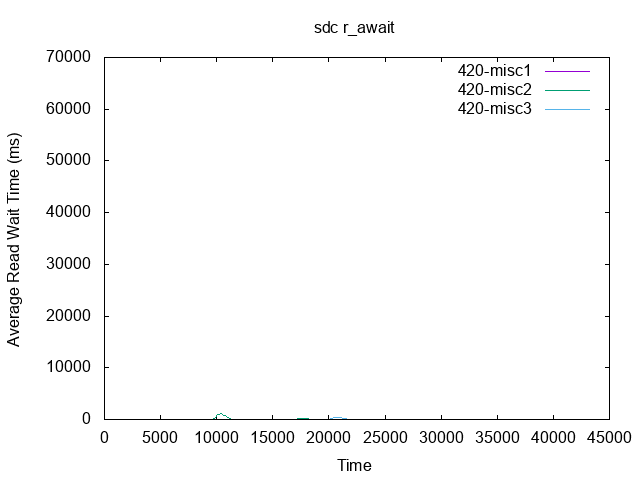 sdc r_await
70000
60000
50000
40000
30000
20000
10000
0
Average Read Wait Time (ms)
420-misc1
420-misc2
420-misc3
0 5000 10000 15000 20000 25000 30000 35000 40000 45000
Time